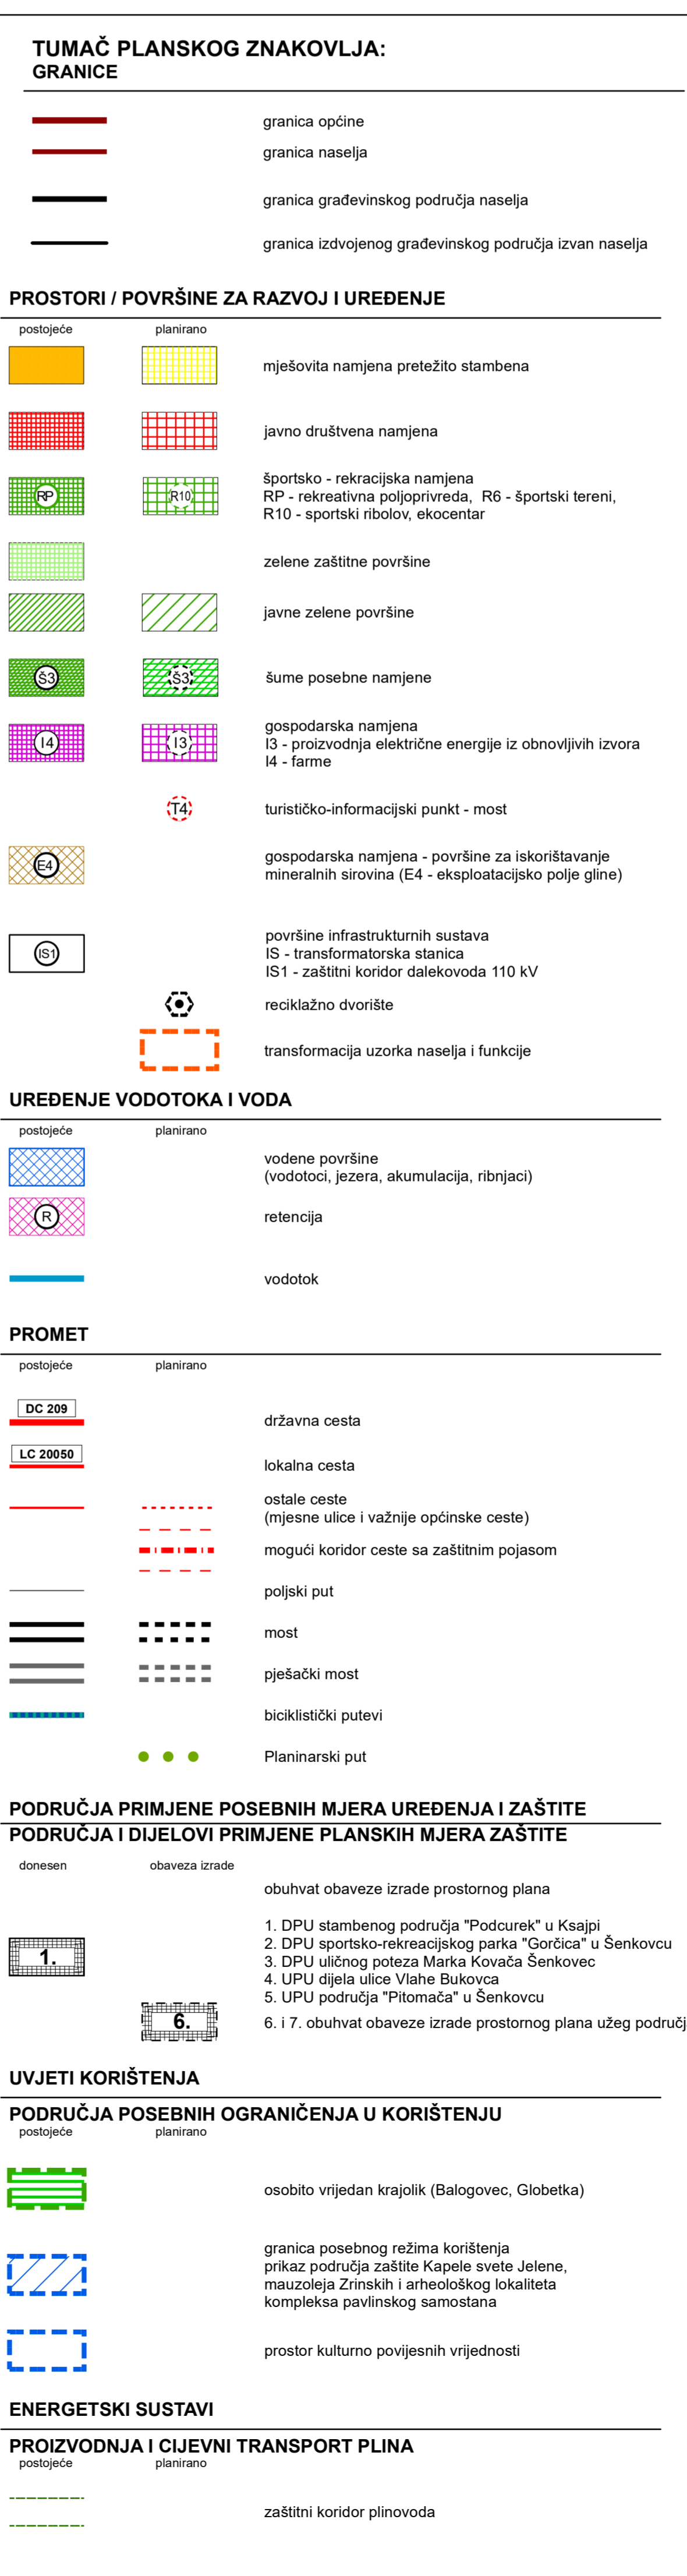 TUMAČ PLANSKOG ZNAKOVLJA:
GRANICE
granica općine
granica naselja
granica građevinskog područja naselja
granica izdvojenog građevinskog područja izvan naselja
PROSTORI / POVRŠINE ZA RAZVOJ I UREĐENJE
postojeće planirano
mješovita namjena pretežito stambena
javno društvena namjena
športsko - rekracijska namjena
RP R10 RP - rekreativna poljoprivreda, R6 - športski tereni,
R10 - sportski ribolov, ekocentar
zelene zaštitne površine
javne zelene površine
Š3 Š3 šume posebne namjene
gospodarska namjena
I4 I3 I3 - proizvodnja električne energije iz obnovljivih izvora
I4 - farme
T4 turističko-informacijski punkt - most
gospodarska namjena - površine za iskorištavanje
E4 mineralnih sirovina (E4 - eksploatacijsko polje gline)
površine infrastrukturnih sustava
IS1 IS - transformatorska stanica
IS1 - zaštitni koridor dalekovoda 110 kV
reciklažno dvorište
transformacija uzorka naselja i funkcije
UREĐENJE VODOTOKA I VODA
postojeće planirano
vodene površine
(vodotoci, jezera, akumulacija, ribnjaci)
R retencija
vodotok
PROMET
postojeće planirano
DC 209
državna cesta
LC 20050
lokalna cesta
ostale ceste
(mjesne ulice i važnije općinske ceste)
mogući koridor ceste sa zaštitnim pojasom
poljski put
most
pješački most
biciklistički putevi
Planinarski put
PODRUČJA PRIMJENE POSEBNIH MJERA UREĐENJA I ZAŠTITE
PODRUČJA I DIJELOVI PRIMJENE PLANSKIH MJERA ZAŠTITE
donesen obaveza izrade
obuhvat obaveze izrade prostornog plana
1. DPU stambenog područja "Podcurek" u Ksajpi
2. DPU sportsko-rekreacijskog parka "Gorčica" u Šenkovcu
1. 3. DPU uličnog poteza Marka Kovača Šenkovec
4. UPU dijela ulice Vlahe Bukovca
5. UPU područja "Pitomača" u Šenkovcu
6. 6. i 7. obuhvat obaveze izrade prostornog plana užeg područj
UVJETI KORIŠTENJA
PODRUČJA POSEBNIH OGRANIČENJA U KORIŠTENJU
postojeće planirano
osobito vrijedan krajolik (Balogovec, Globetka)
granica posebnog režima korištenja
prikaz područja zaštite Kapele svete Jelene,
mauzoleja Zrinskih i arheološkog lokaliteta
kompleksa pavlinskog samostana
prostor kulturno povijesnih vrijednosti
ENERGETSKI SUSTAVI
PROIZVODNJA I CIJEVNI TRANSPORT PLINA
postojeće planirano
zaštitni koridor plinovoda